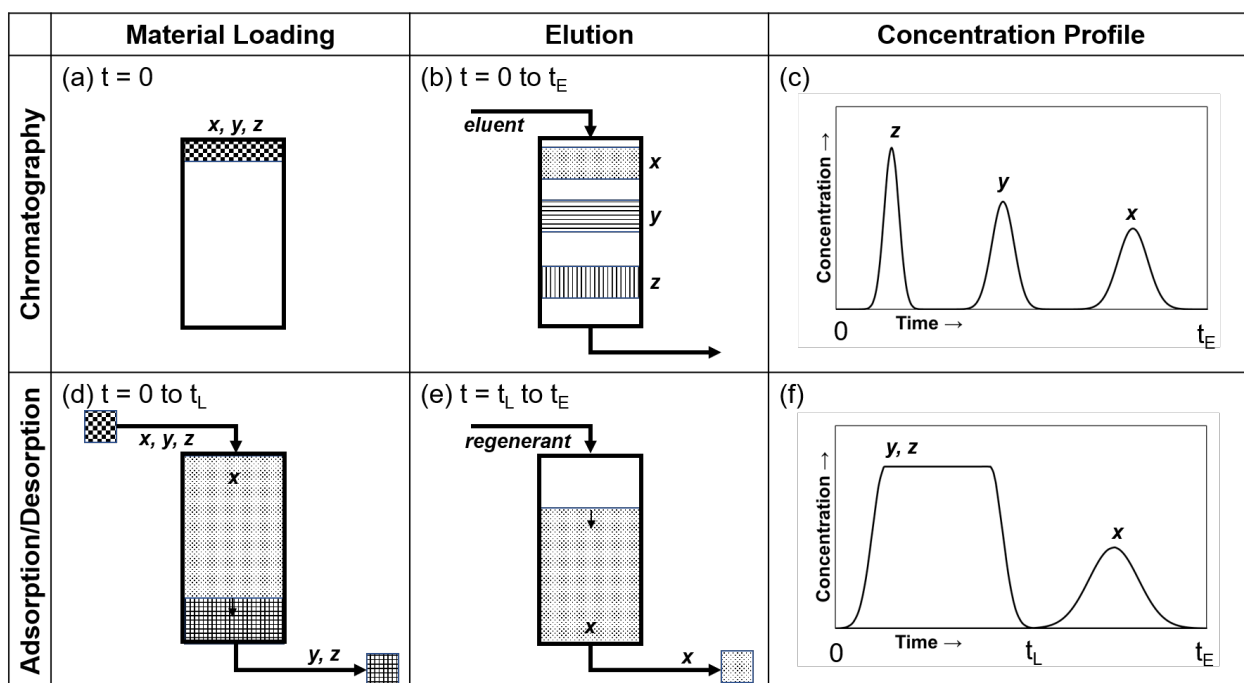 Material Loading
Elution
Concentration Profile
Chromatography
(a) t = 0
x, y, z
(b) t = 0 to tE
eluent
x
y
z
(c)
Concentration →
z
y
x
0
Time →
tE
Adsorption/Desorption
(d) t = 0 to tL
x, y, z
x
y, z
(e) t = tL to tE
regenerant
x
x
(f)
Concentration →
y, z
x
0
Time →
tL
tE